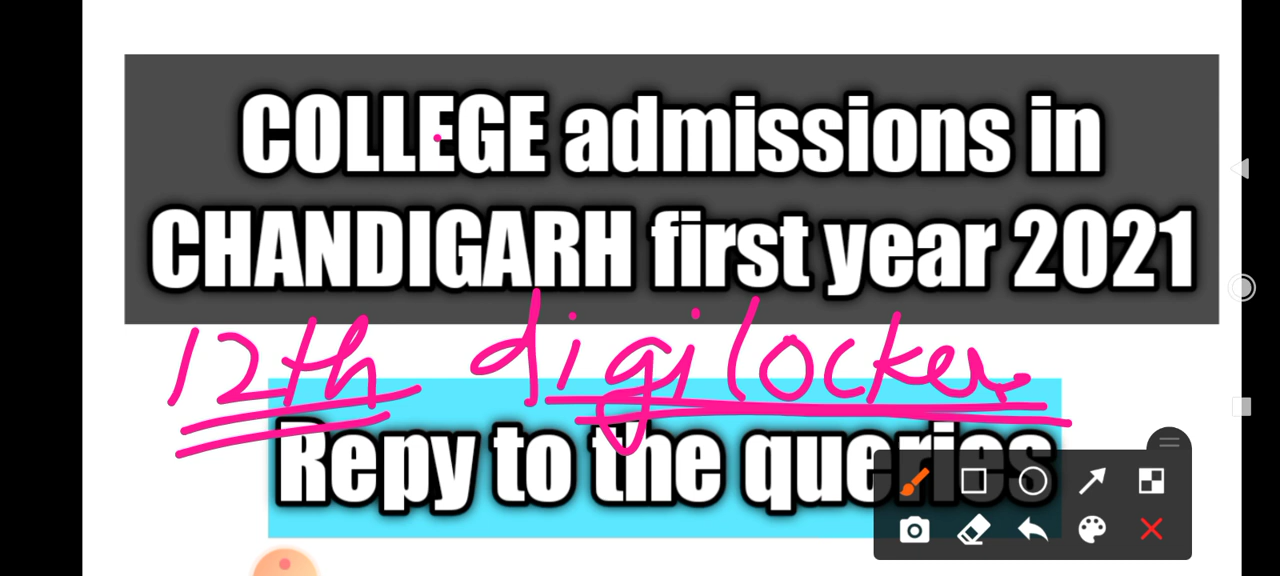 COLLEGE admissions in
CHANDIGARH first year 2021
12th digilocker
Repy to the queries